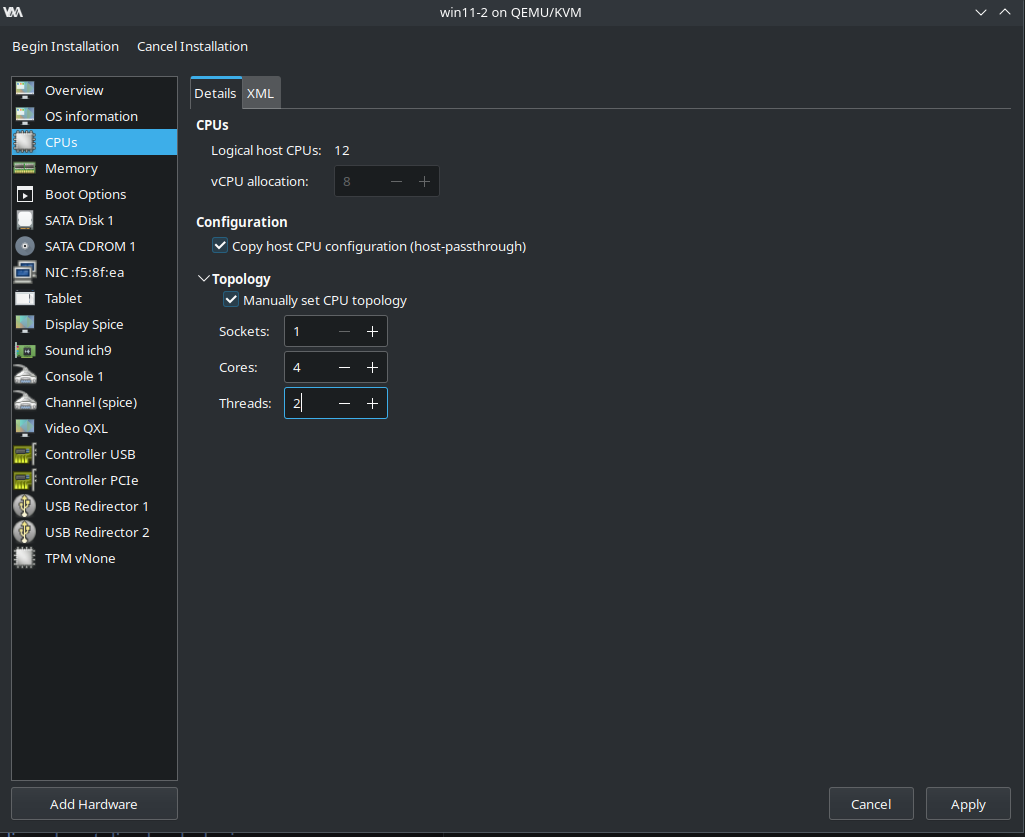 win11-2 on QEMU/KVM
Begin Installation Cancel Installation
Overview
OS information
CPUs
Memory
Boot Options
SATA Disk 1
SATA CDROM 1
NIC :f5:8f:ea
Tablet
Display Spice
Sound ich9
Console 1
Channel (spice)
Video QXL
Controller USB
Controller PCIe
USB Redirector 1
USB Redirector 2
TPM vNone
Add Hardware
Details XML
CPUs
Logical host CPUs: 12
vCPU allocation: 8
Configuration
Copy host CPU configuration (host-passthrough)
Topology
Manually set CPU topology
Sockets: 1
Cores: 4
Threads: 2
Cancel Apply